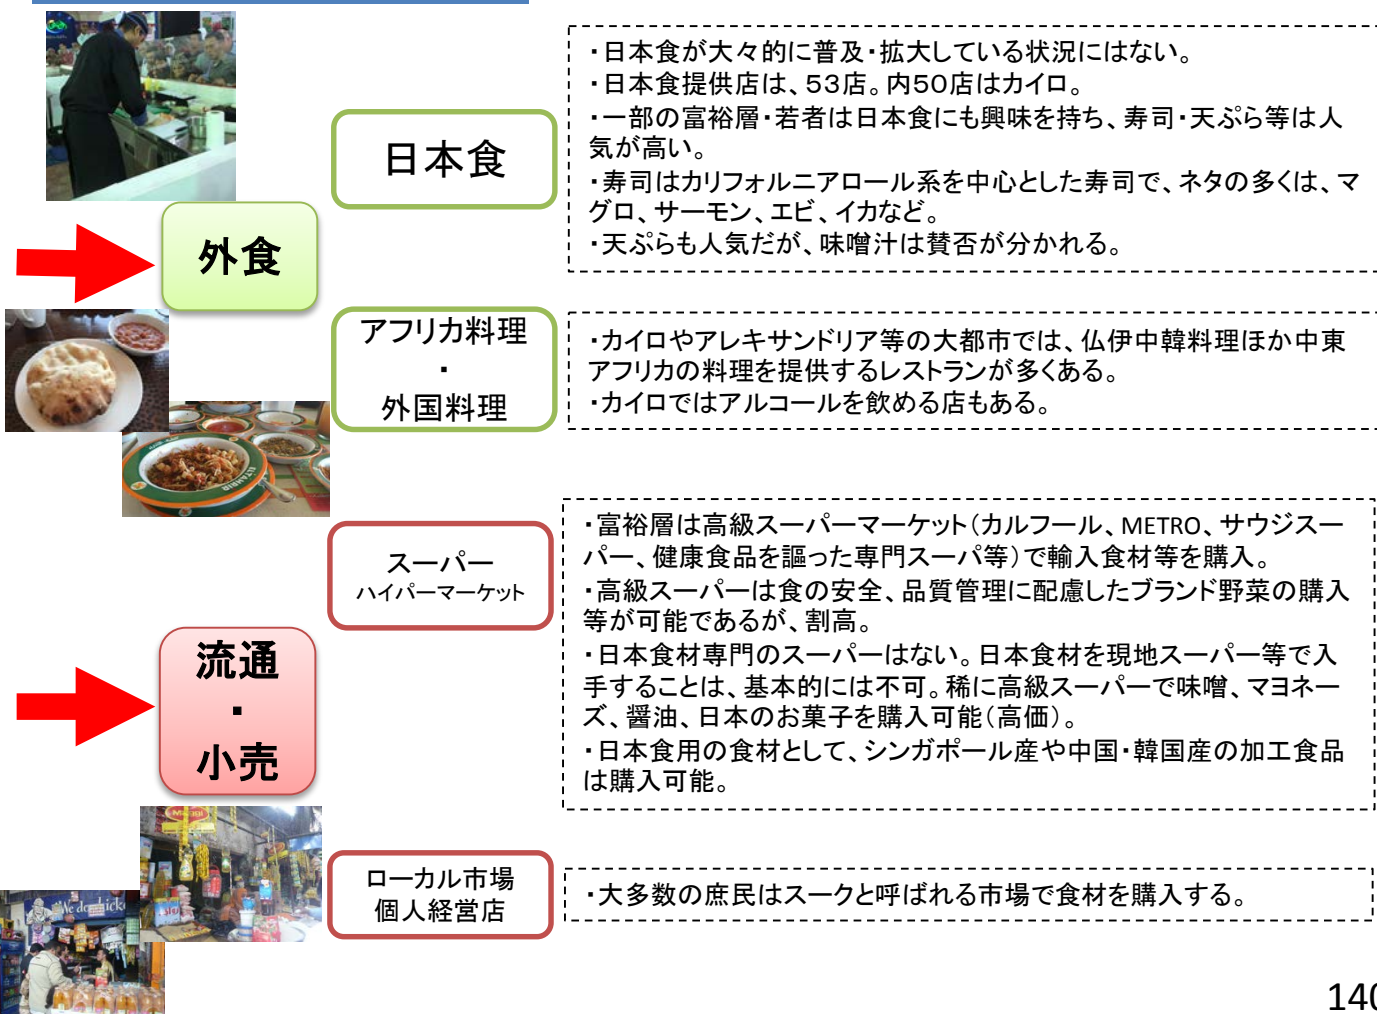 ・日本食が大々的に普及・拡大している状況にはない。
・日本食提供店は、53店。内50店はカイロ。
・一部の富裕層・若者は日本食にも興味を持ち、寿司・天ぷら等は人
気が高い。
・寿司はカリフォルニアロール系を中心とした寿司で、ネタの多くは、マ
グロ、サーモン、エビ、イカなど。
・天ぷらも人気だが、味噌汁は賛否が分かれる。
日本食
外食
アフリカ料理
・
外国料理
・カイロやアレキサンドリア等の大都市では、仏伊中韓料理ほか中東
アフリカの料理を提供するレストランが多くある。
・カイロではアルコールを飲める店もある。
スーパー
ハイパーマーケット
・富裕層は高級スーパーマーケット(カルフール、METRO、サウジスー
パー、健康食品を謳った専門スーパ等)で輸入食材等を購入。
・高級スーパーは食の安全、品質管理に配慮したブランド野菜の購入
等が可能であるが、割高。
・日本食材専門のスーパーはない。日本食材を現地スーパー等で入
手することは、基本的には不可。稀に高級スーパーで味噌、マヨネー
ズ、醤油、日本のお菓子を購入可能(高価)。
・日本食用の食材として、シンガポール産や中国・韓国産の加工食品
は購入可能。
流通
・
小売
ローカル市場
個人経営店
・大多数の庶民はスークと呼ばれる市場で食材を購入する。
140